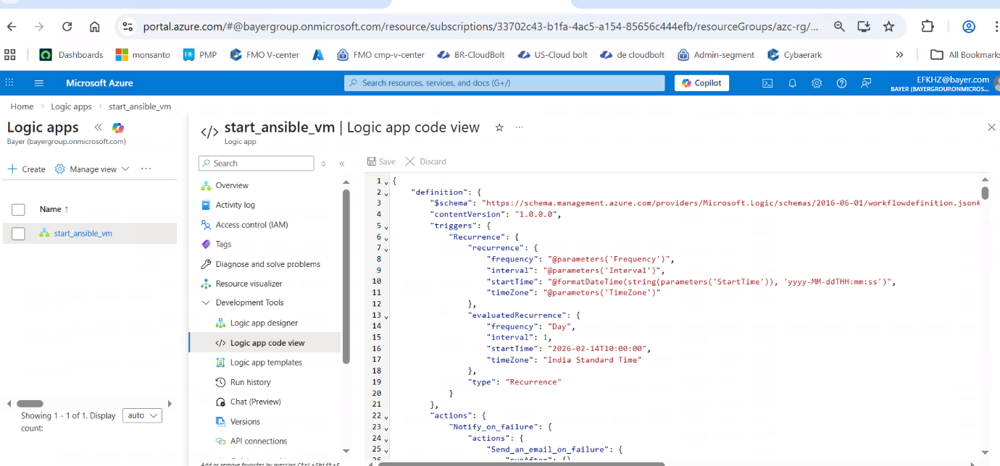 portal.azure.com/#@bayergroup.onmicrosoft.com/resource/subscriptions/33702c43-b1fa-4ac5-a154-85656c444efb/resourceGroups/azc-rg/...
Dashboards monsanto PMP FMO V-center FMO cmp-v-center BR-CloudBolt US-Cloud bolt de cloudbolt Admin-segment Cybaerark » All Bookmarks
Microsoft Azure Search resources, services, and docs (G+/) Copilot EFKHZ@bayer.com
BAYER (BAYERGROUP.ONMICROS...
Home > Logic apps > start_ansible_vm
Logic apps «
Bayer (bayergroup.onmicrosoft.com)
+ Create Manage view ...
Name ↑
start_ansible_vm
Showing 1 - 1 of 1. Display auto
count:
</> start_ansible_vm | Logic app code view ☆ ...
Logic app
Search «
Overview
Activity log
Access control (IAM)
Tags
Diagnose and solve problems
Resource visualizer
Development Tools
Logic app designer
</> Logic app code view
Logic app templates
Run history
Chat (Preview)
Versions
API connections
Add or remove favorites by pressing Ctrl+Shift+F
Save Discard
1 {
2 "definition": {
3 "$schema": "https://schema.management.azure.com/providers/Microsoft.Logic/schemas/2016-06-01/workflowdefinition.json#
4 "contentVersion": "1.0.0.0",
5 "triggers": {
6 "Recurrence": {
7 "recurrence": {
8 "frequency": "@parameters('Frequency')",
9 "interval": "@parameters('Interval')",
10 "startTime": "@formatDateTime(string(parameters('StartTime')), 'yyyy-MM-ddTHH:mm:ss')",
11 "timeZone": "@parameters('TimeZone')"
12 },
13 "evaluatedRecurrence": {
14 "frequency": "Day",
15 "interval": 1,
16 "startTime": "2026-02-14T10:00:00",
17 "timeZone": "India Standard Time"
18 },
19 "type": "Recurrence"
20 }
21 },
22 "actions": {
23 "Notify_on_failure": {
24 "actions": {
25 "Send_an_email_on_failure": {
26 "runAfter": {}